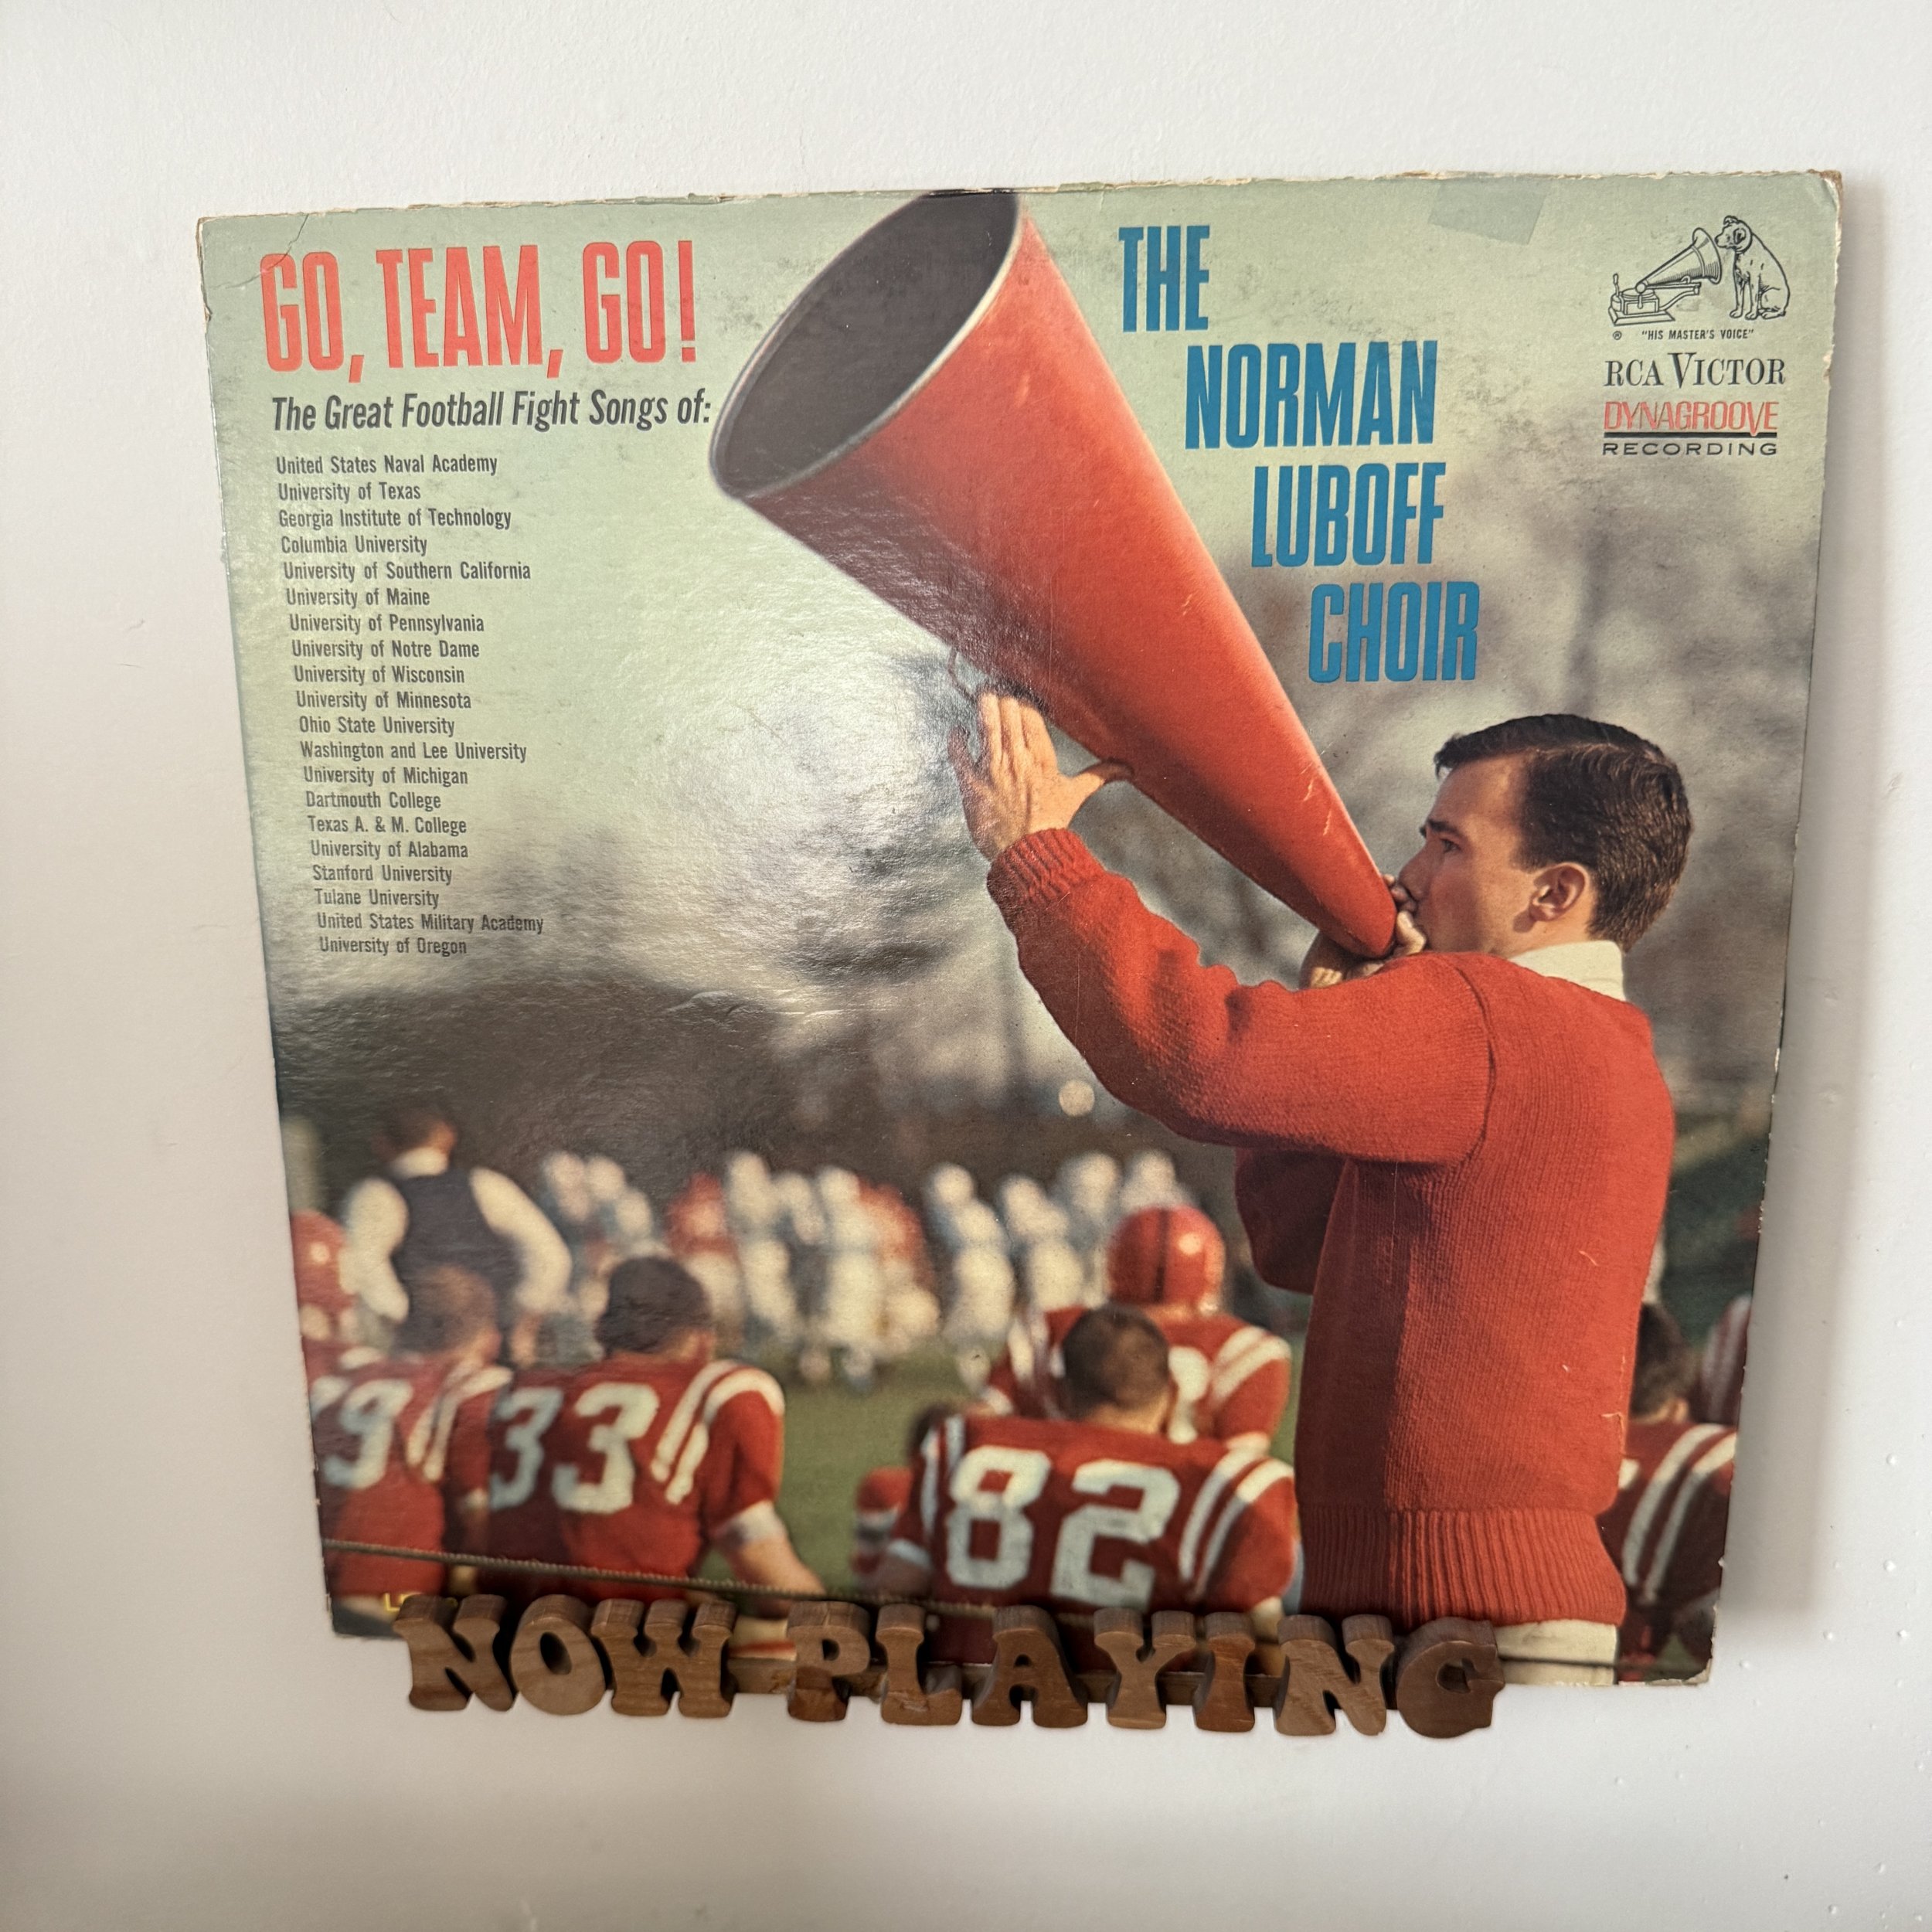 GO, TEAM, GO!
The Great Football Fight Songs of:
United States Naval Academy
University of Texas
Georgia Institute of Technology
Columbia University
University of Southern California
University of Maine
University of Pennsylvania
University of Notre Dame
University of Wisconsin
University of Minnesota
Ohio State University
Washington and Lee University
University of Michigan
Dartmouth College
Texas A. & M. College
University of Alabama
Stanford University
Tulane University
United States Military Academy
University of Oregon
THE
NORMAN
LUBOFF
CHOIR
® "HIS MASTER'S VOICE"
RCA VICTOR
DYNAGROOVE
RECORDING
79
33
82
NOW PLAYING